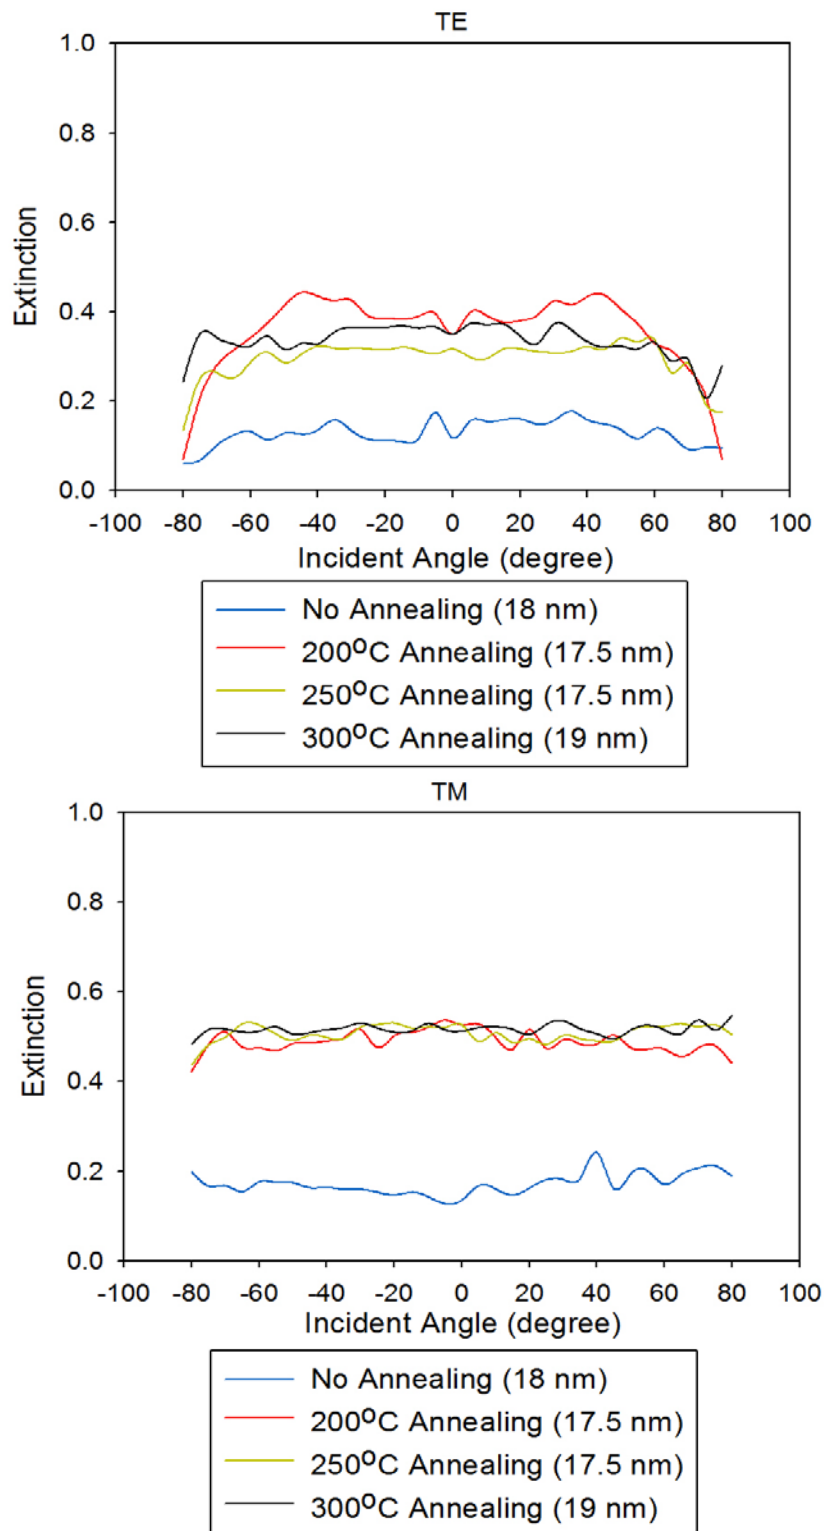 TE
1.0
0.8
0.6
0.4
0.2
0.0
Extinction
-100 -80 -60 -40 -20 0 20 40 60 80 100
Incident Angle (degree)
No Annealing (18 nm)
200ºC Annealing (17.5 nm)
250ºC Annealing (17.5 nm)
300ºC Annealing (19 nm)
TM
1.0
0.8
0.6
0.4
0.2
0.0
Extinction
-100 -80 -60 -40 -20 0 20 40 60 80 100
Incident Angle (degree)
No Annealing (18 nm)
200ºC Annealing (17.5 nm)
250ºC Annealing (17.5 nm)
300ºC Annealing (19 nm)